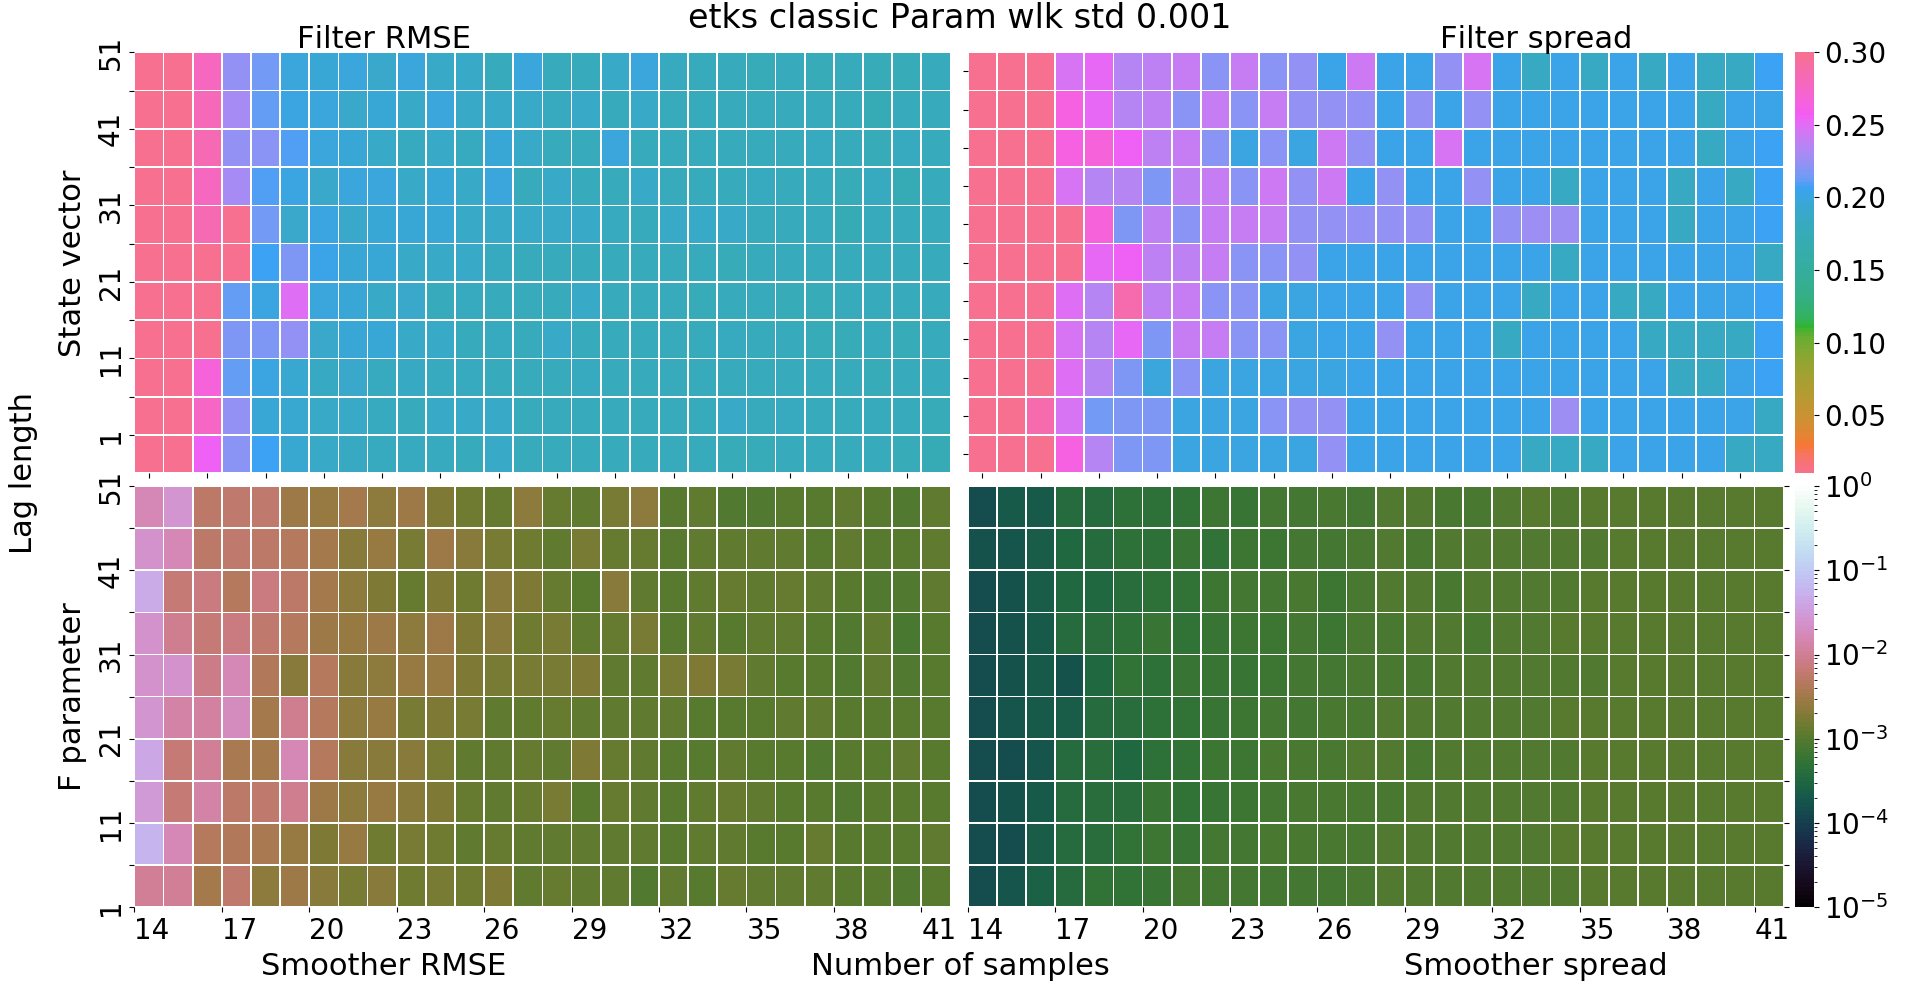 etks classic Param wlk std 0.001
Filter RMSE
Filter spread
51
41
31
21
11
1
State vector
0.30
0.25
0.20
0.15
0.10
0.05
Lag length
51
41
31
21
11
1
F parameter
10⁰
10⁻¹
10⁻²
10⁻³
10⁻⁴
10⁻⁵
14 17 20 23 26 29 32 35 38 41
14 17 20 23 26 29 32 35 38 41
Smoother RMSE
Number of samples
Smoother spread